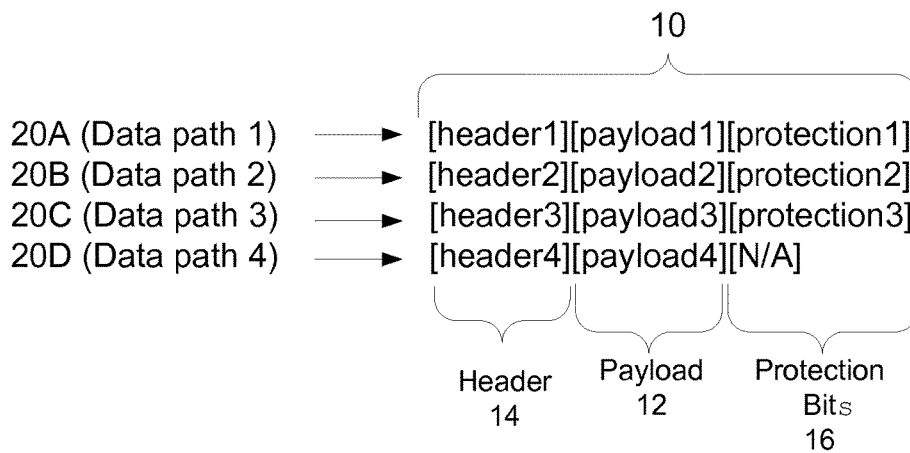 10
20A (Data path 1) [header1][payload1][protection1]
20B (Data path 2) [header2][payload2][protection2]
20C (Data path 3) [header3][payload3][protection3]
20D (Data path 4) [header4][payload4][N/A]
Header
14
Payload
12
Protection
Bits
16